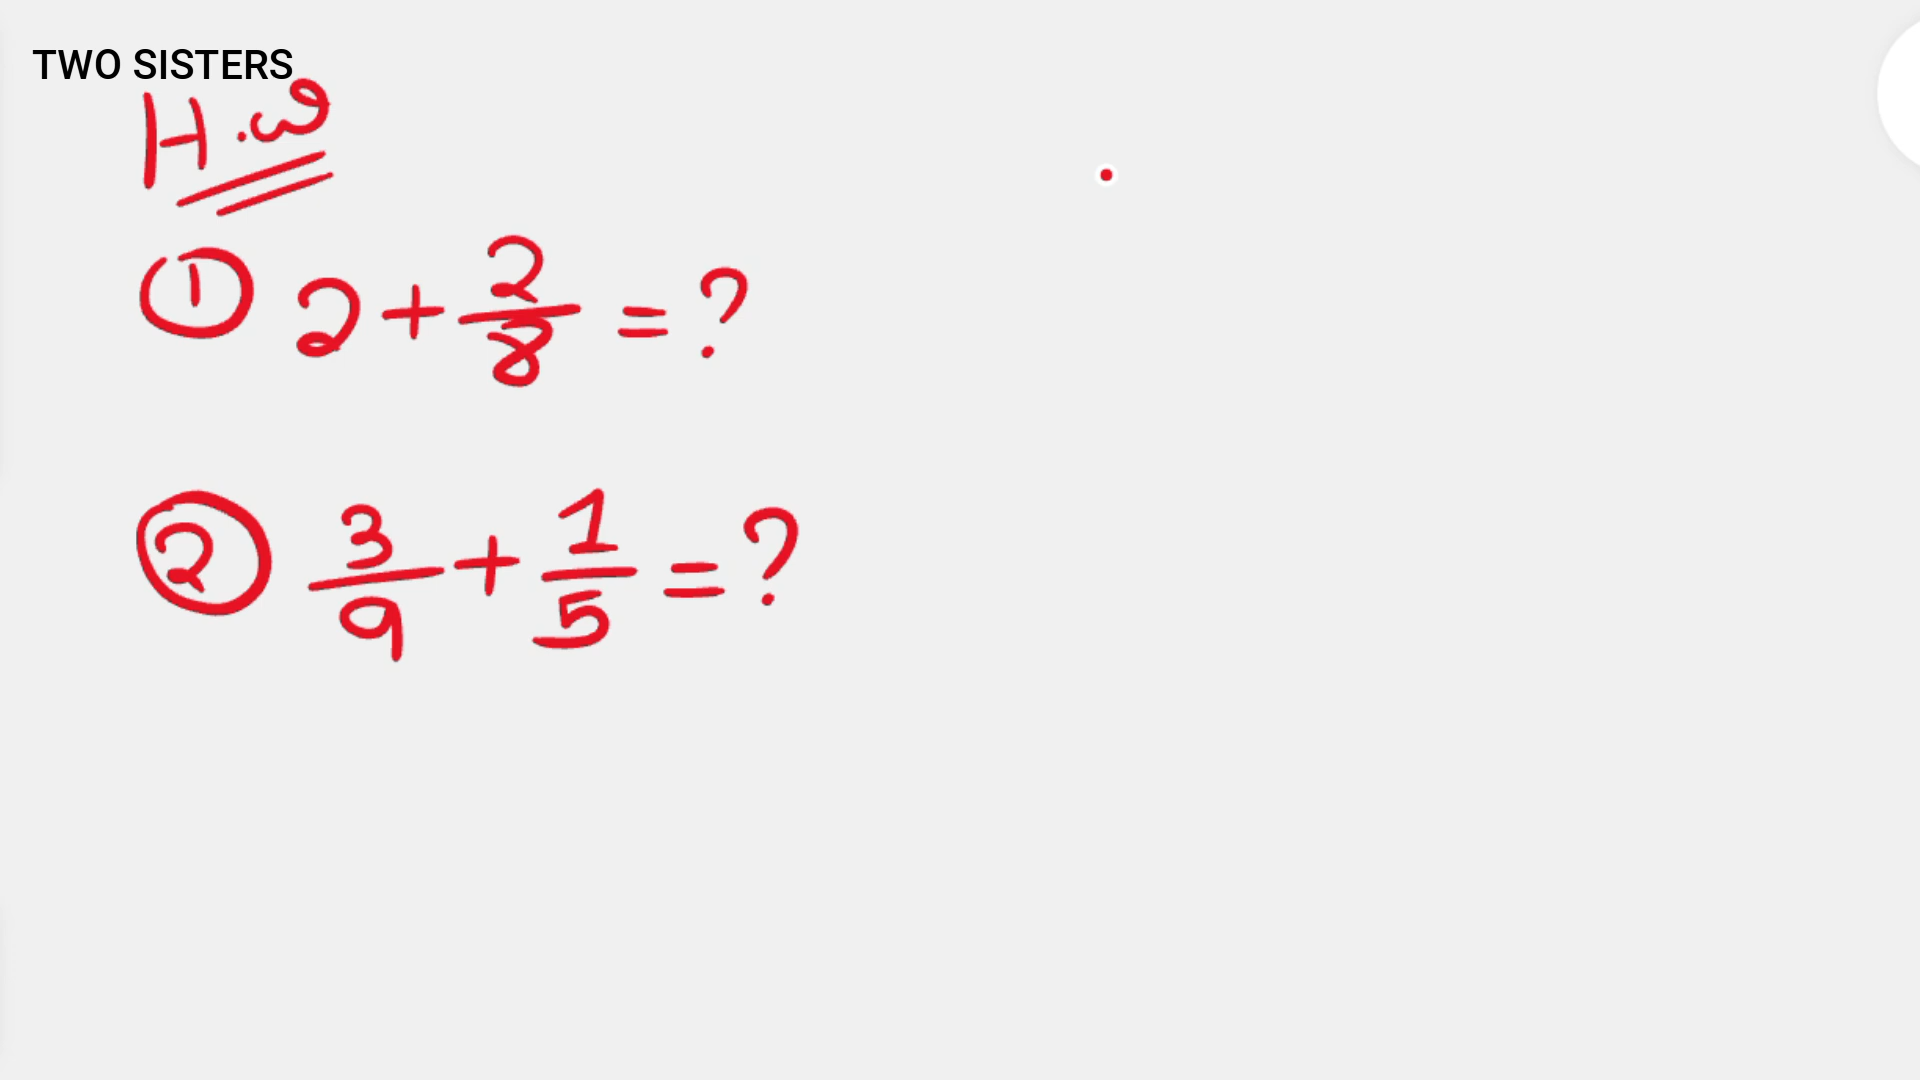 TWO SISTERS
H.w
① 2 + 2/8 = ?
② 3/9 + 1/5 = ?